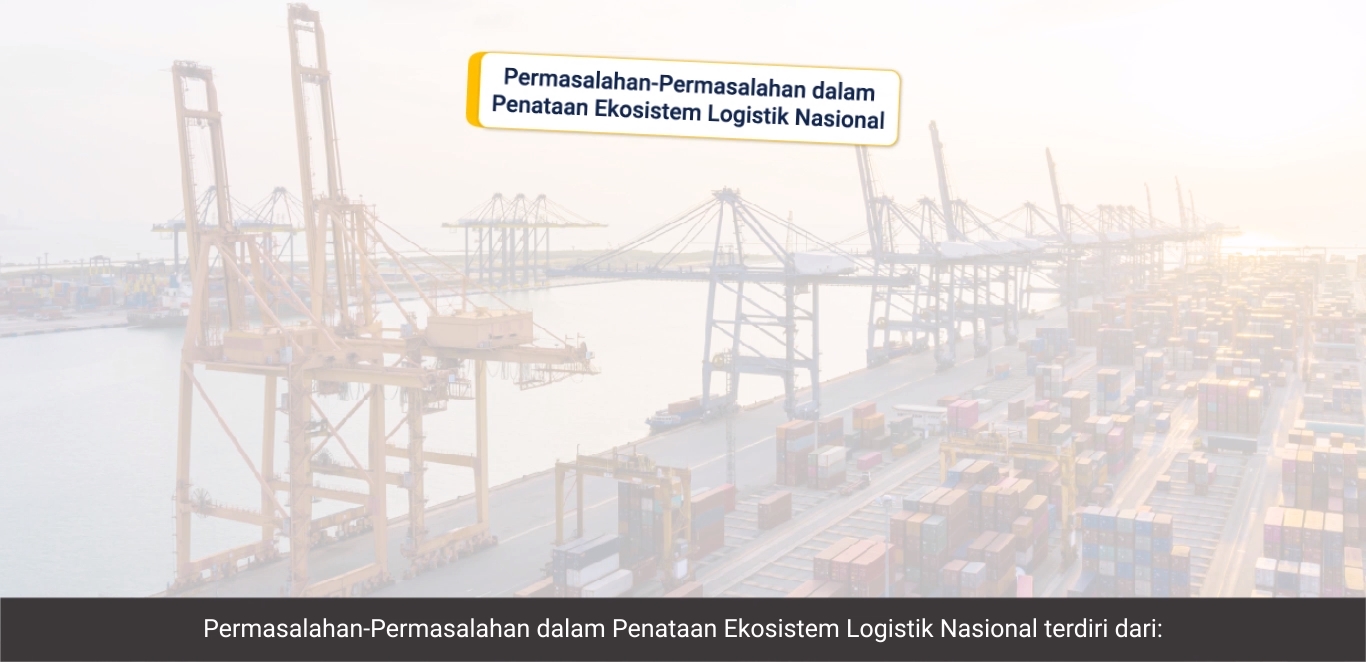 Permasalahan-Permasalahan dalam
Penataan Ekosistem Logistik Nasional
Permasalahan-Permasalahan dalam Penataan Ekosistem Logistik Nasional terdiri dari: